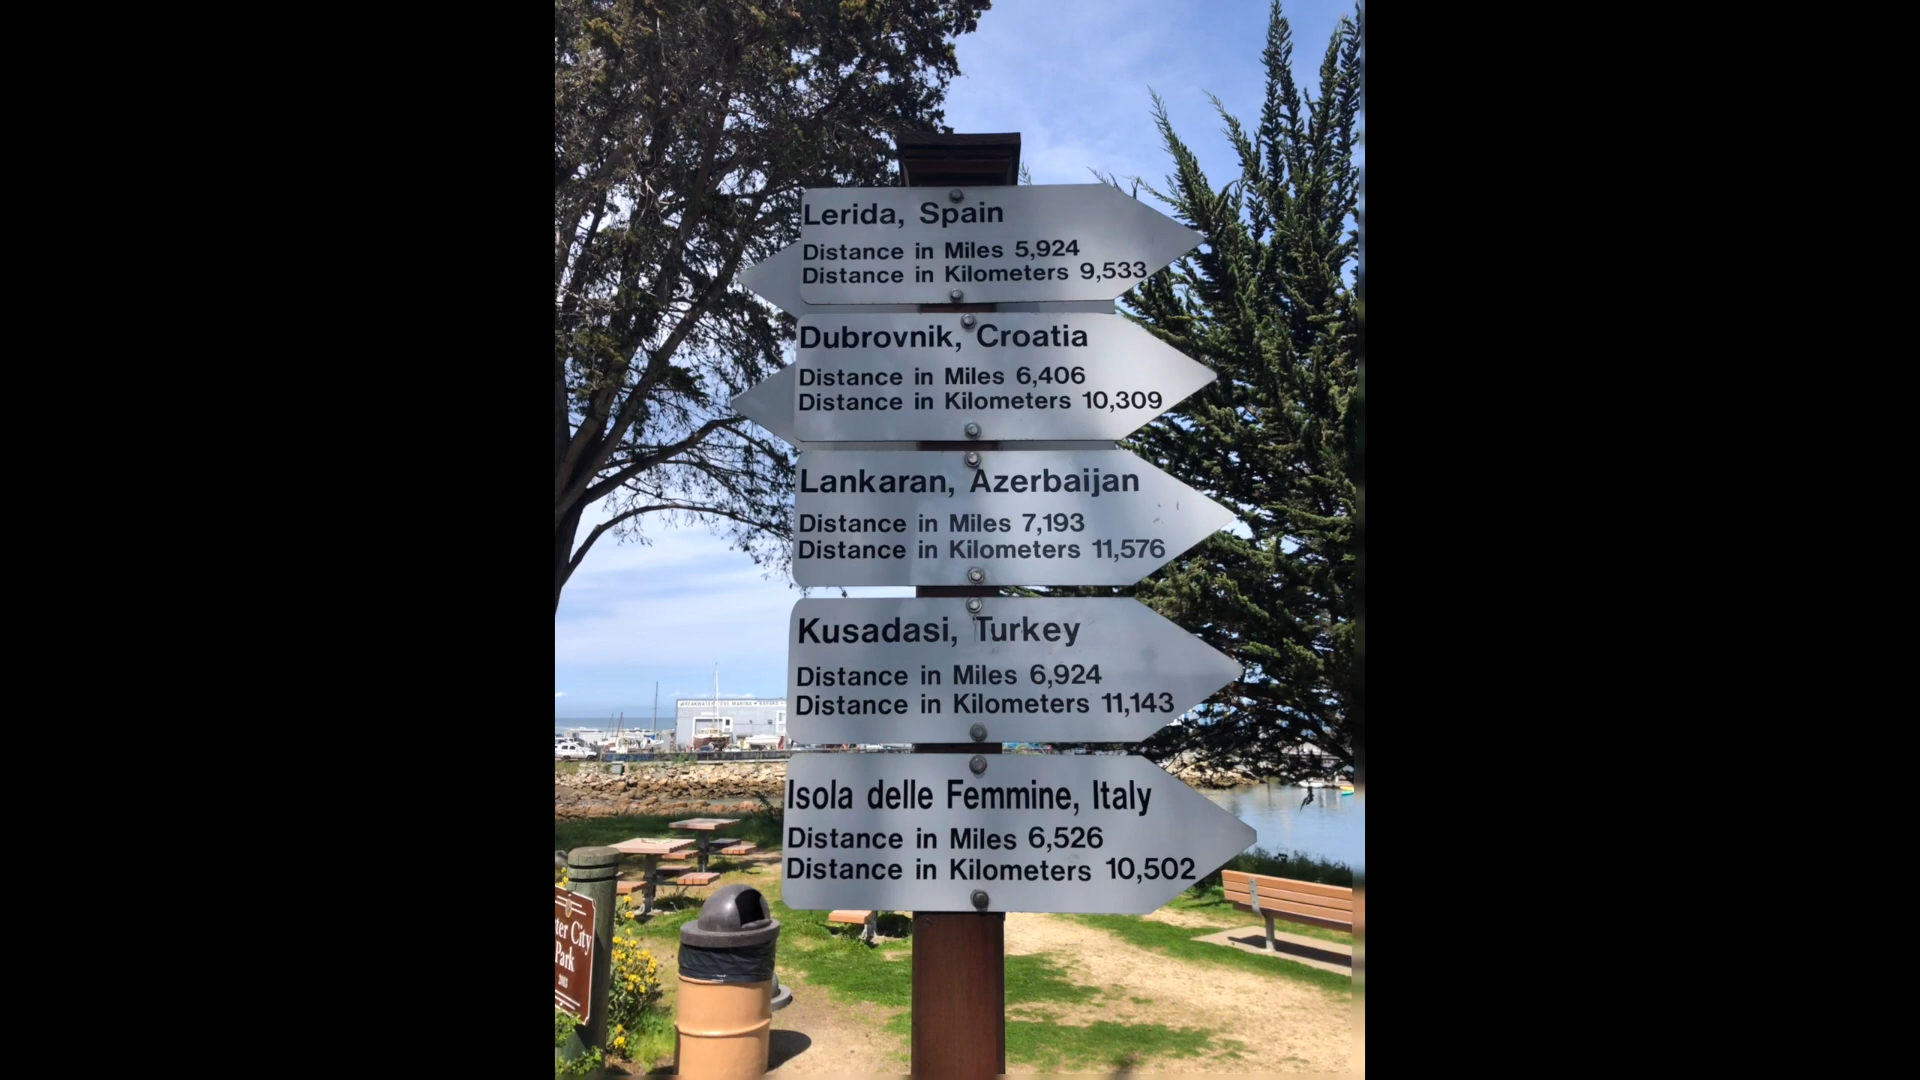 Lerida, Spain
Distance in Miles 5,924
Distance in Kilometers 9,533
Dubrovnik, Croatia
Distance in Miles 6,406
Distance in Kilometers 10,309
Lankaran, Azerbaijan
Distance in Miles 7,193
Distance in Kilometers 11,576
Kusadasi, Turkey
Distance in Miles 6,924
Distance in Kilometers 11,143
Isola delle Femmine, Italy
Distance in Miles 6,526
Distance in Kilometers 10,502
City
Park